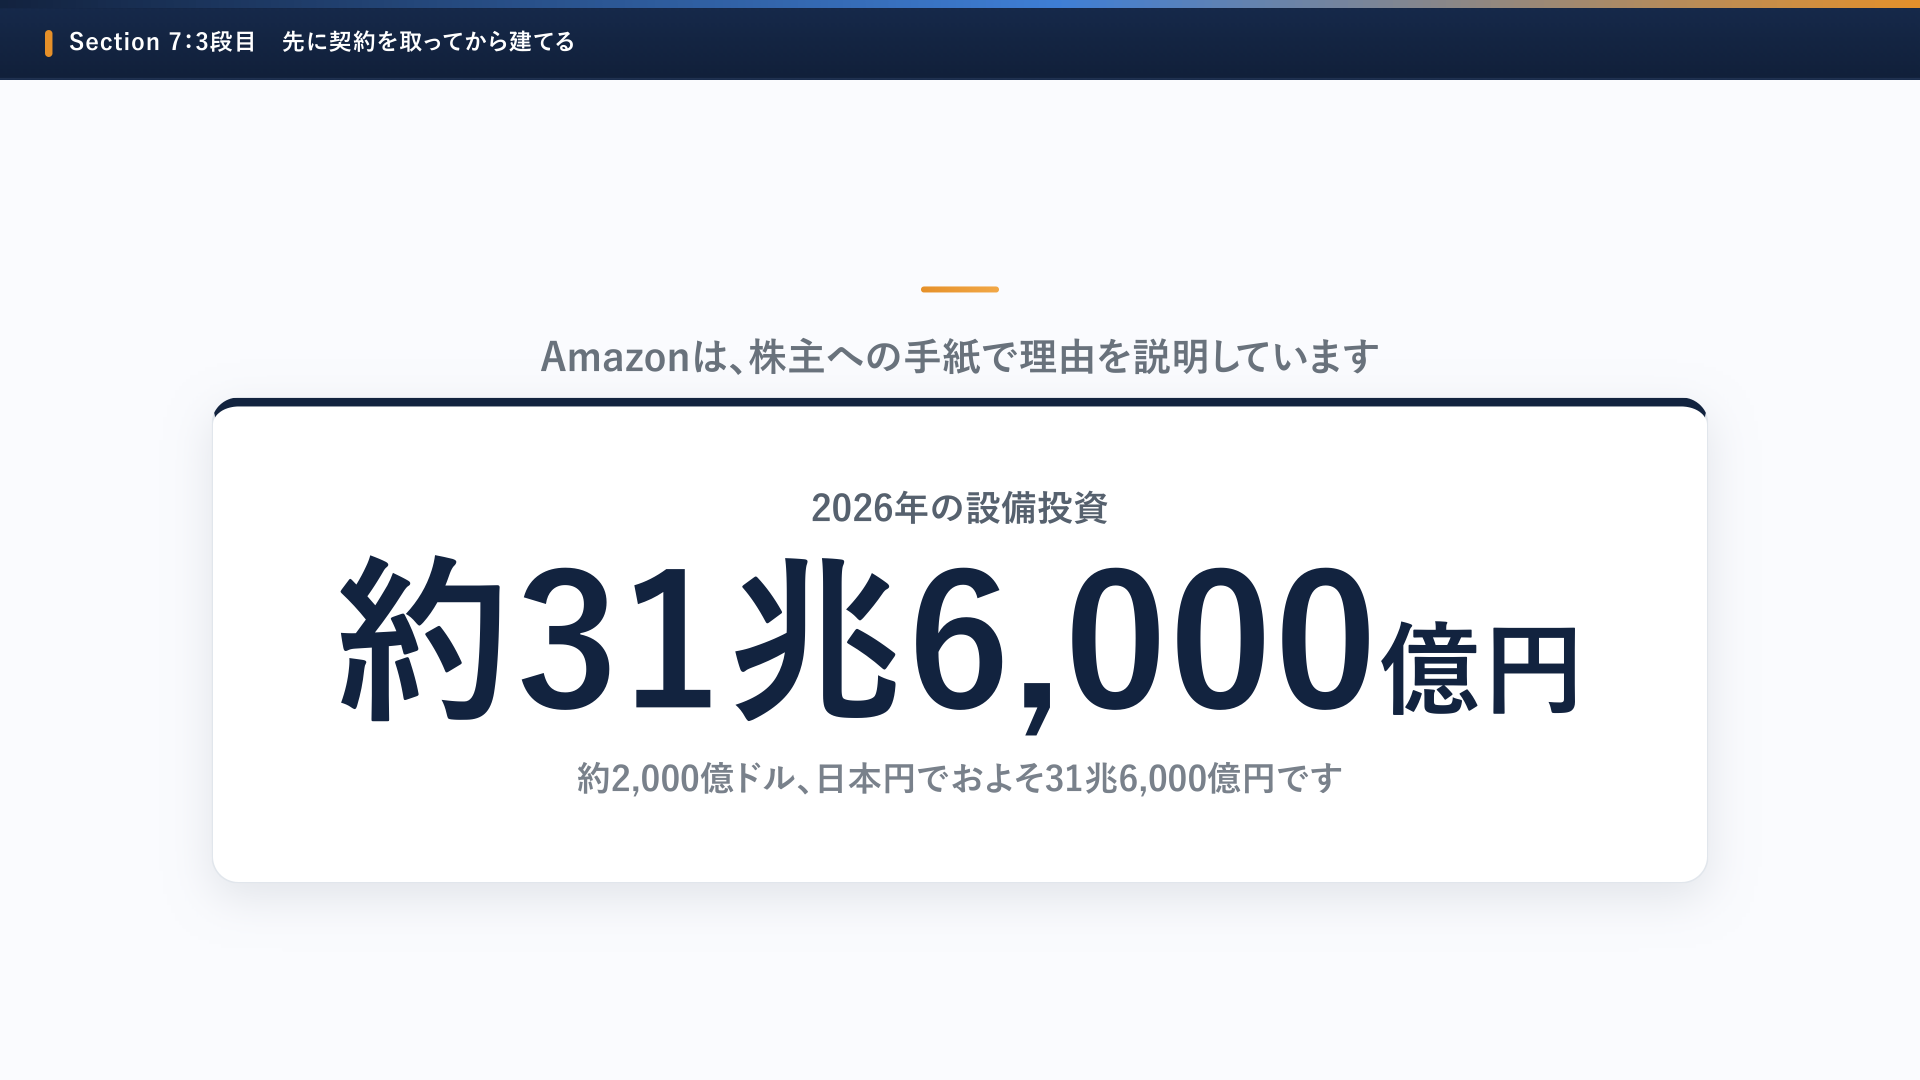 Section 7：3段目　先に契約を取ってから建てる
Amazonは、株主への手紙で理由を説明しています
2026年の設備投資
約31兆6,000億円
約2,000億ドル、日本円でおよそ31兆6,000億円です